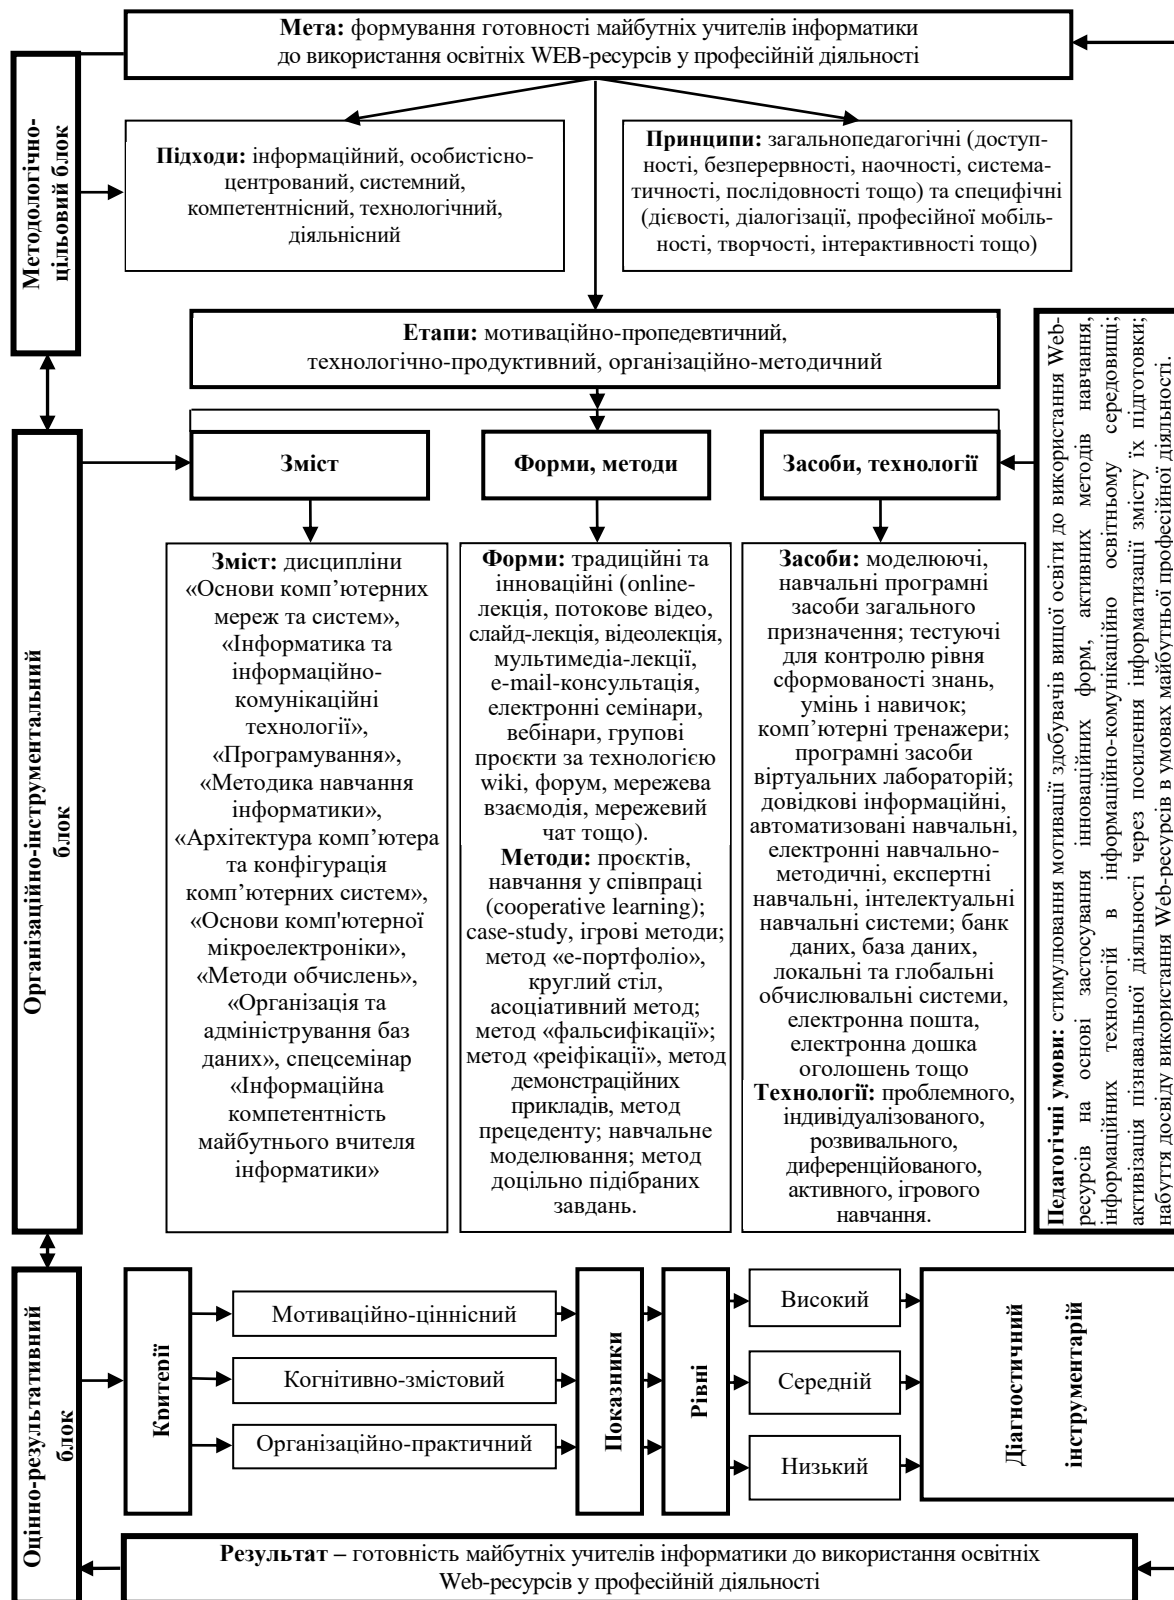 Мета: формування готовності майбутніх учителів інформатики
до використання освітніх WEB-ресурсів у професійній діяльності
Методологічно-
цільовий блок
Підходи: інформаційний, особистісно-
центрований, системний,
компетентнісний, технологічний,
діяльнісний
Принципи: загальнопедагогічні (доступ-
ності, безперервності, наочності, система-
тичності, послідовності тощо) та специфічні
(дієвості, діалогізації, професійної мобіль-
ності, творчості, інтерактивності тощо)
Етапи: мотиваційно-пропедевтичний,
технологічно-продуктивний, організаційно-методичний
Організаційно-інструментальний
блок
Зміст
Форми, методи
Засоби, технології
Зміст: дисципліни
«Основи комп’ютерних
мереж та систем»,
«Інформатика та
інформаційно-
комунікаційні
технології»,
«Програмування»,
«Методика навчання
інформатики»,
«Архітектура комп’ютера
та конфігурація
комп’ютерних систем»,
«Основи комп'ютерної
мікроелектроніки»,
«Методи обчислень»,
«Організація та
адміністрування баз
даних», спецсемінар
«Інформаційна
компетентність
майбутнього вчителя
інформатики»
Форми: традиційні та
інноваційні (online-
лекція, потокове відео,
слайд-лекція, відеолекція,
мультимедіа-лекції,
e-mail-консультація,
електронні семінари,
вебінари, групові
проєкти за технологією
wiki, форум, мережева
взаємодія, мережевий
чат тощо).
Методи: проєктів,
навчання у співпраці
(cooperative learning);
case-study, ігрові методи;
метод «е-портфоліо»,
круглий стіл,
асоціативний метод;
метод «фальсифікації»;
метод «реіфікації», метод
демонстраційних
прикладів, метод
прецеденту; навчальне
моделювання; метод
доцільно підібраних
завдань.
Засоби: моделюючі,
навчальні програмні
засоби загального
призначення; тестуючі
для контролю рівня
сформованості знань,
умінь і навичок;
комп’ютерні тренажери;
програмні засоби
віртуальних лабораторій;
довідкові інформаційні,
автоматизовані навчальні,
електронні навчально-
методичні, експертні
навчальні, інтелектуальні
навчальні системи; банк
даних, база даних,
локальні та глобальні
обчислювальні системи,
електронна пошта,
електронна дошка
оголошень тощо
Технології: проблемного,
індивідуалізованого,
розвивального,
диференційованого,
активного, ігрового
навчання.
Педагогічні умови: стимулювання мотивації здобувачів вищої освіти до використання Web-
ресурсів на основі застосування інноваційних форм, активних методів навчання,
інформаційних технологій в інформаційно-комунікаційно освітньому середовищі;
активізація пізнавальної діяльності через посилення інформатизації змісту їх підготовки;
набуття досвіду використання Web-ресурсів в умовах майбутньої професійної діяльності.
Оцінно-результативний
блок
Критерії
Мотиваційно-ціннісний
Когнітивно-змістовий
Організаційно-практичний
Показники
Рівні
Високий
Середній
Низький
Діагностичний
інструментарій
Результат – готовність майбутніх учителів інформатики до використання освітніх
Web-ресурсів у професійній діяльності